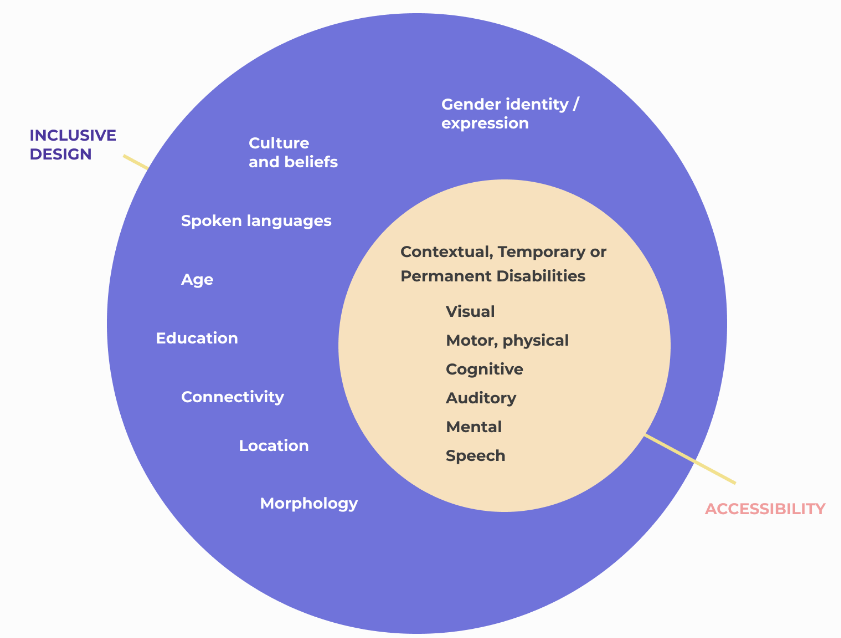 Gender identity /
expression
INCLUSIVE
DESIGN
Culture
and beliefs
Spoken languages
Age
Education
Connectivity
Location
Morphology
Contextual, Temporary or
Permanent Disabilities
Visual
Motor, physical
Cognitive
Auditory
Mental
Speech
ACCESSIBILITY